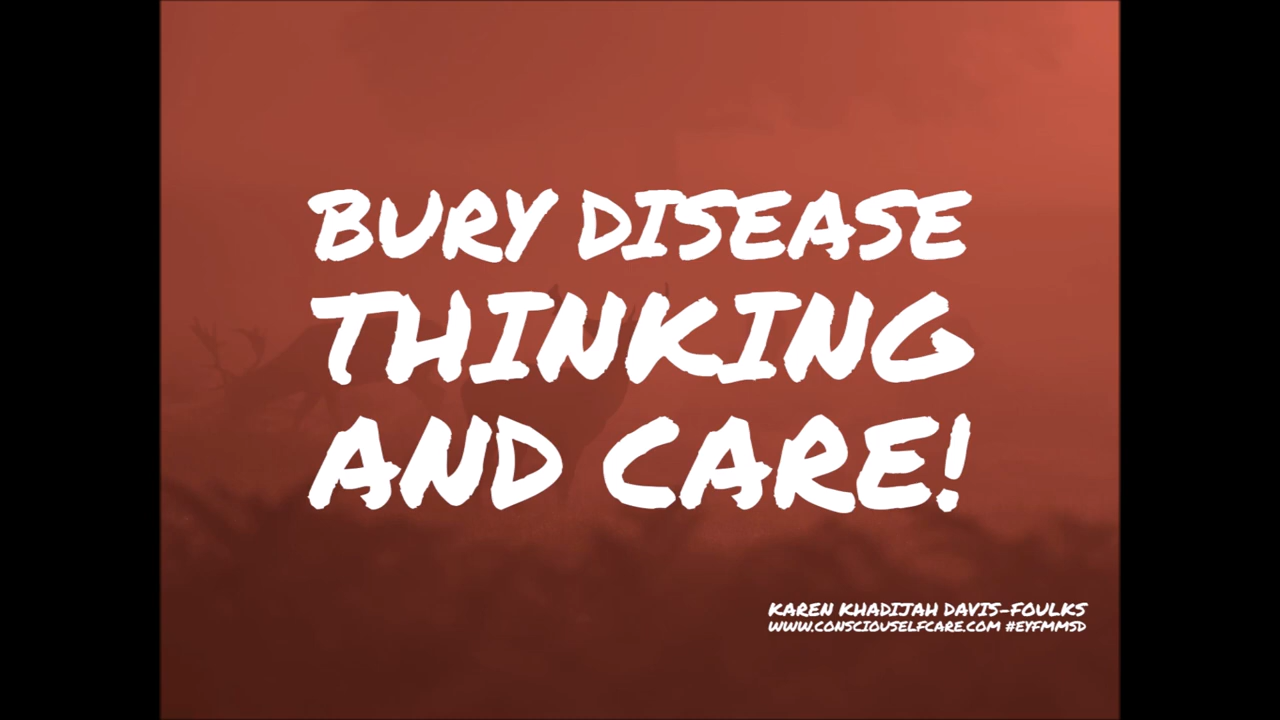 BURY DISEASE
THINKING
AND CARE!
KAREN KHADIJAH DAVIS-FOULKS
WWW.CONSCIOUSELFCARE.COM #EYFMMSD